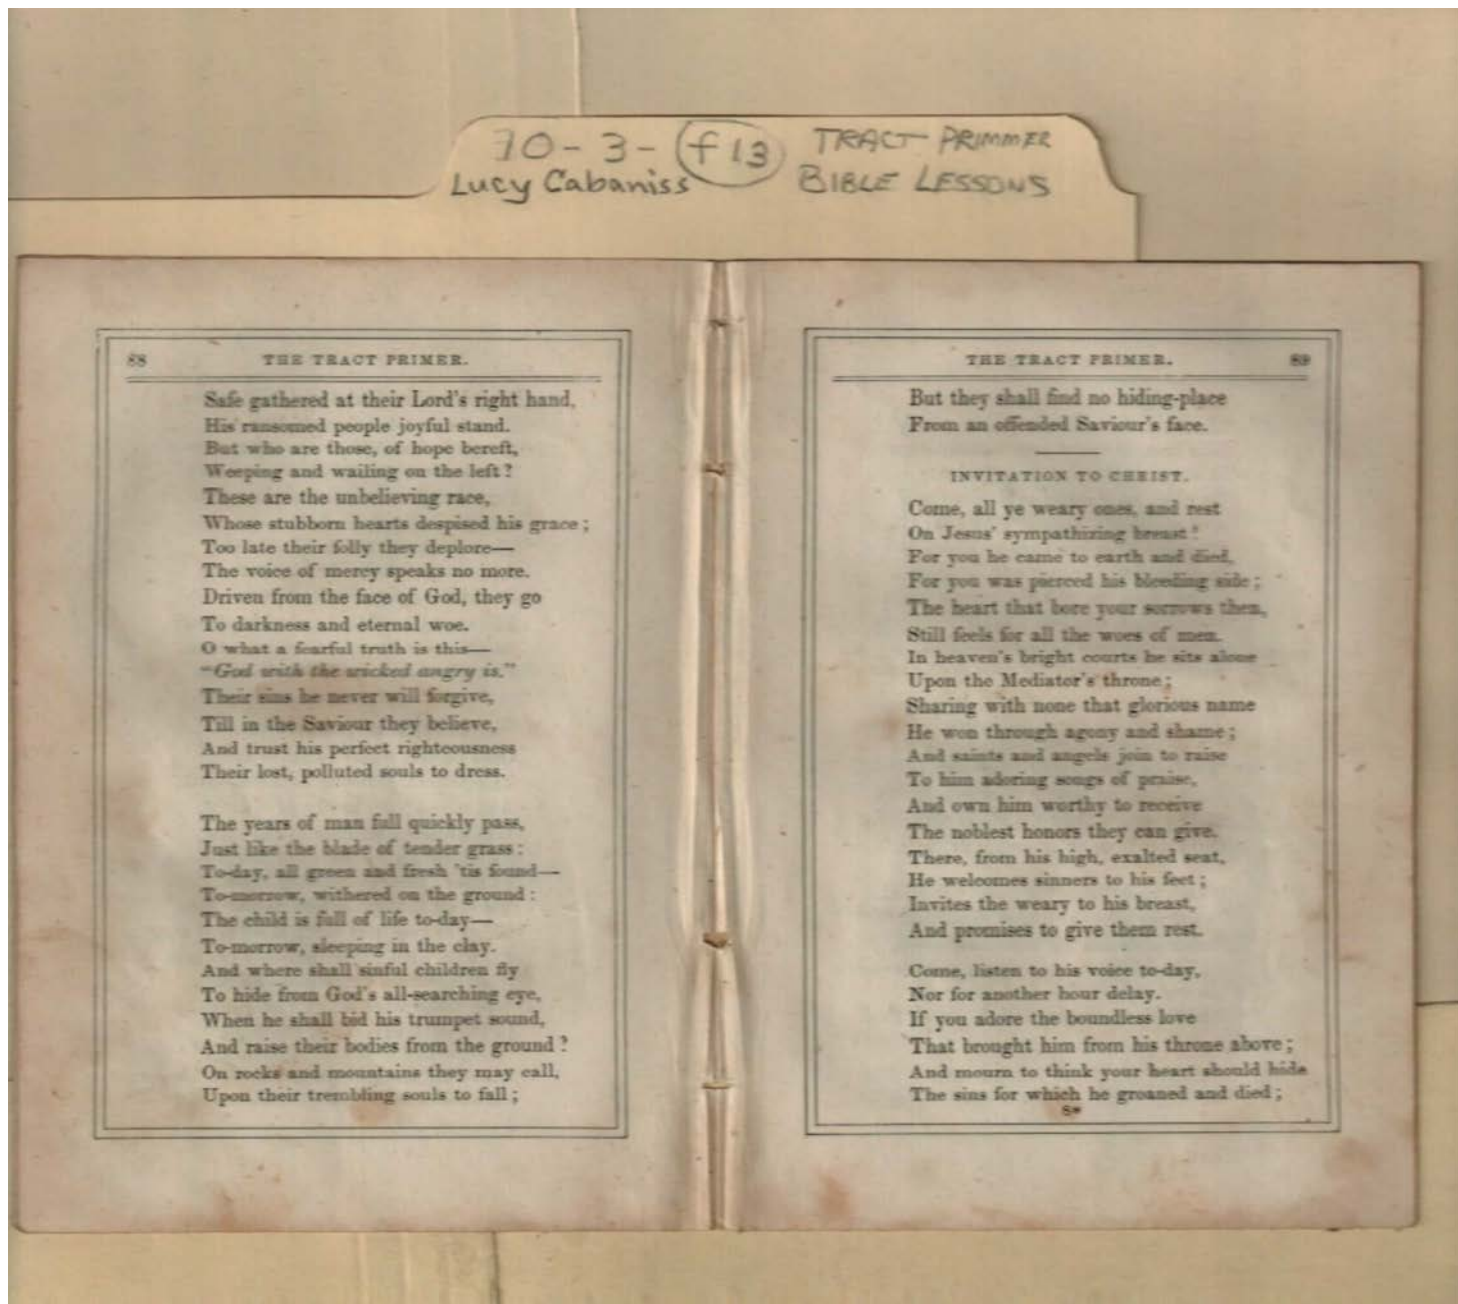 70-3-(f13) TRACT PRIMMER
Lucy Cabaniss BIBLE LESSONS
88 THE TRACT PRIMER.
Safe gathered at their Lord's right hand,
His ransomed people joyful stand.
But who are those, of hope bereft,
Weeping and wailing on the left?
These are the unbelieving race,
Whose stubborn hearts despised his grace;
Too late their folly they deplore—
The voice of mercy speaks no more.
Driven from the face of God, they go
To darkness and eternal woe.
O what a fearful truth is this—
"God with the wicked angry is."
Their sins he never will forgive,
Till in the Saviour they believe,
And trust his perfect righteousness
Their lost, polluted souls to dress.
The years of man full quickly pass,
Just like the blade of tender grass:
To-day, all green and fresh 'tis found—
To-morrow, withered on the ground:
The child is full of life to-day—
To-morrow, sleeping in the clay.
And where shall sinful children fly
To hide from God's all-searching eye,
When he shall bid his trumpet sound,
And raise their bodies from the ground?
On rocks and mountains they may call,
Upon their trembling souls to fall;
THE TRACT PRIMER. 89
But they shall find no hiding-place
From an offended Saviour's face.
INVITATION TO CHRIST.
Come, all ye weary ones, and rest
On Jesus' sympathizing breast!
For you he came to earth and died,
For you was pierced his bleeding side;
The heart that bore your sorrows then,
Still feels for all the woes of men.
In heaven's bright courts he sits alone
Upon the Mediator's throne;
Sharing with none that glorious name
He won through agony and shame;
And saints and angels join to raise
To him adoring songs of praise,
And own him worthy to receive
The noblest honors they can give.
There, from his high, exalted seat,
He welcomes sinners to his feet;
Invites the weary to his breast,
And promises to give them rest.
Come, listen to his voice to-day,
Nor for another hour delay.
If you adore the boundless love
That brought him from his throne above;
And mourn to think your heart should hide
The sins for which he groaned and died;
8*